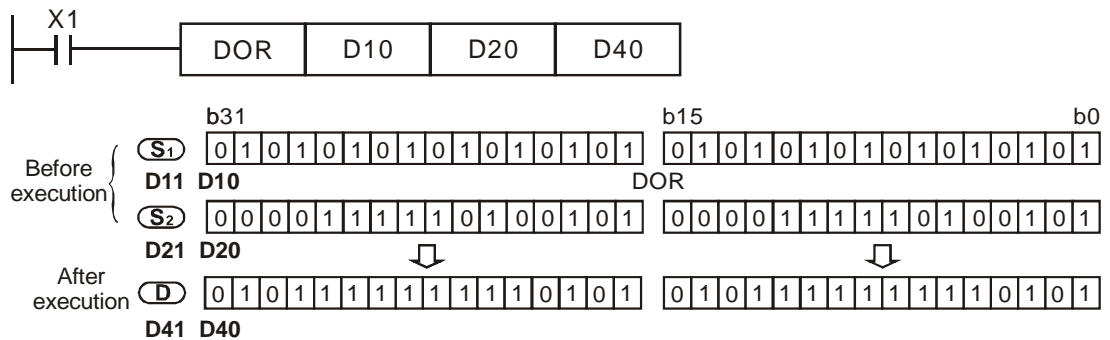 X1
DOR D10 D20 D40
b31 b15 b0
Before execution
S1 0 1 0 1 0 1 0 1 0 1 0 1 0 1 0 1 0 1 0 1 0 1 0 1 0 1 0 1 0 1 0 1
D11 D10 DOR
S2 0 0 0 0 1 1 1 1 1 0 1 0 0 1 0 1 0 0 0 0 1 1 1 1 1 0 1 0 0 1 0 1
D21 D20
After execution
D 0 1 0 1 1 1 1 1 1 1 1 1 0 1 0 1 0 1 0 1 1 1 1 1 1 1 1 1 0 1 0 1
D41 D40